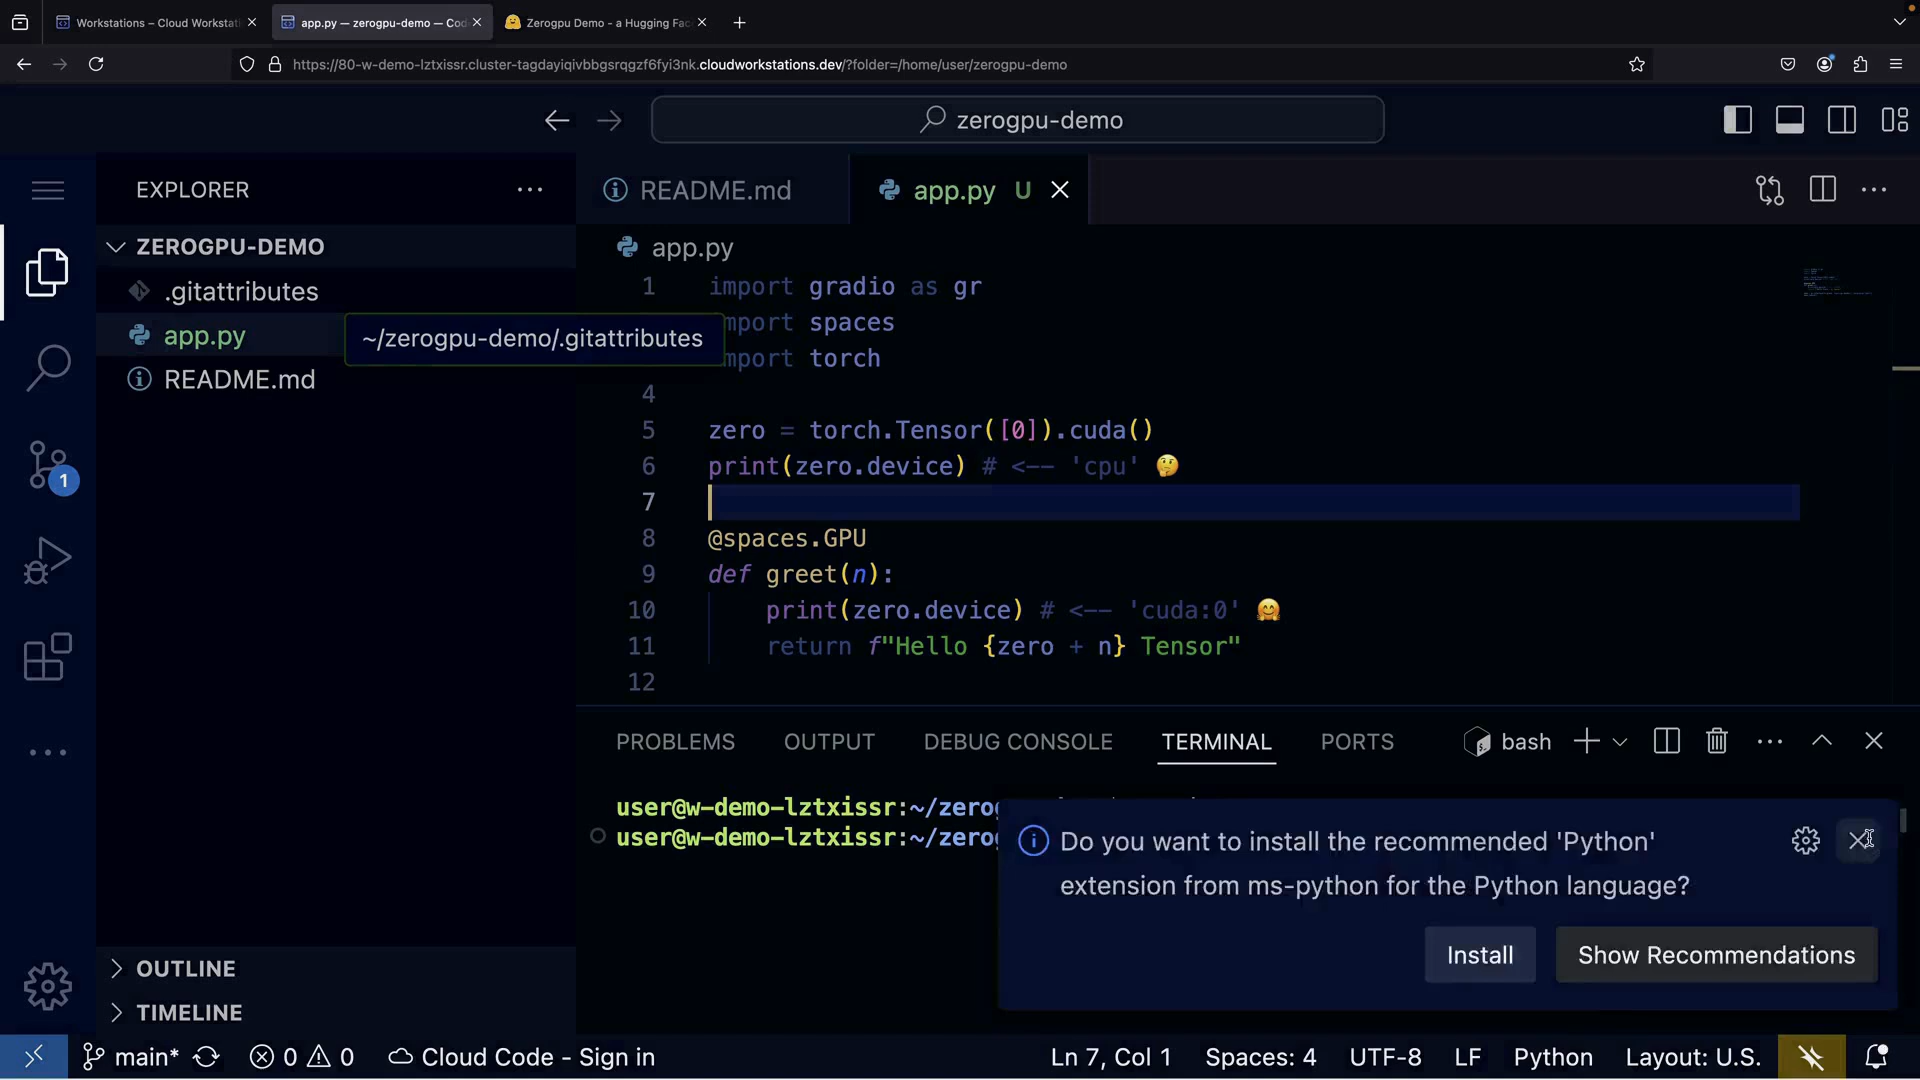 Workstations – Cloud Workstati
app.py — zerogpu-demo — Cod
Zerogpu Demo - a Hugging Fac
https://80-w-demo-lztxissr.cluster-tagdayiqivbbgsrqgzf6fyi3nk.cloudworkstations.dev/?folder=/home/user/zerogpu-demo
zerogpu-demo
EXPLORER
README.md
app.py U
ZEROGPU-DEMO
.gitattributes
app.py
README.md
~/zerogpu-demo/.gitattributes
1
app.py
1 import gradio as gr
mport spaces
mport torch
4
5 zero = torch.Tensor([0]).cuda()
6 print(zero.device) # <-- 'cpu' 🤔
7
8 @spaces.GPU
9 def greet(n):
10 print(zero.device) # <-- 'cuda:0' 🤗
11 return f"Hello {zero + n} Tensor"
12
PROBLEMS OUTPUT DEBUG CONSOLE TERMINAL PORTS bash
user@w-demo-lztxissr:~/zerog
user@w-demo-lztxissr:~/zerog
Do you want to install the recommended 'Python'
extension from ms-python for the Python language?
Install Show Recommendations
OUTLINE
TIMELINE
main* 0 0 Cloud Code - Sign in Ln 7, Col 1 Spaces: 4 UTF-8 LF Python Layout: U.S.